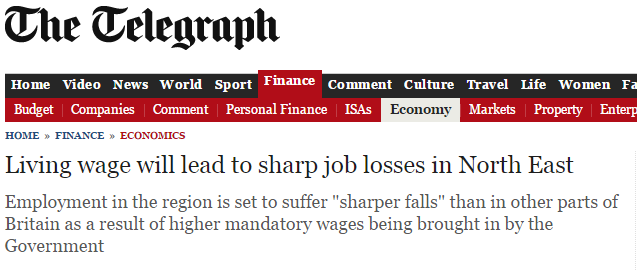 The Telegraph
Home Video News World Sport Finance Comment Culture Travel Life Women
Budget Companies Comment Personal Finance ISAs Economy Markets Property
HOME » FINANCE » ECONOMICS
Living wage will lead to sharp job losses in North East
Employment in the region is set to suffer "sharper falls" than in other parts of
Britain as a result of higher mandatory wages being brought in by the
Government